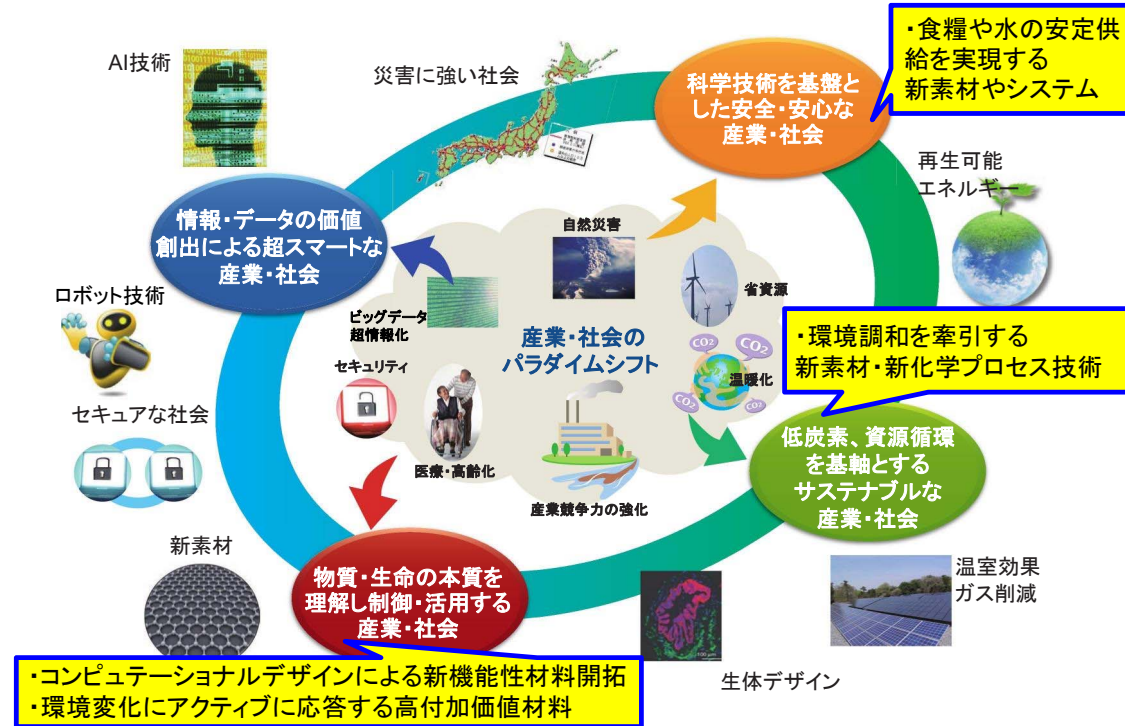 ・食糧や水の安定供
給を実現する
新素材やシステム
AI技術
災害に強い社会
科学技術を基盤と
した安全・安心な
産業・社会
再生可能
エネルギー
情報・データの価値
創出による超スマートな
産業・社会
自然災害
省資源
ロボット技術
ビッグデータ
超情報化
産業・社会の
パラダイムシフト
CO2
CO2
CO2
CO2
温暖化
・環境調和を牽引する
新素材・新化学プロセス技術
セキュリティ
セキュアな社会
医療・高齢化
産業競争力の強化
低炭素、資源循環
を基軸とする
サステナブルな
産業・社会
新素材
物質・生命の本質を
理解し制御・活用する
産業・社会
100 μm
温室効果
ガス削減
生体デザイン
・コンピュテーショナルデザインによる新機能性材料開拓
・環境変化にアクティブに応答する高付加価値材料